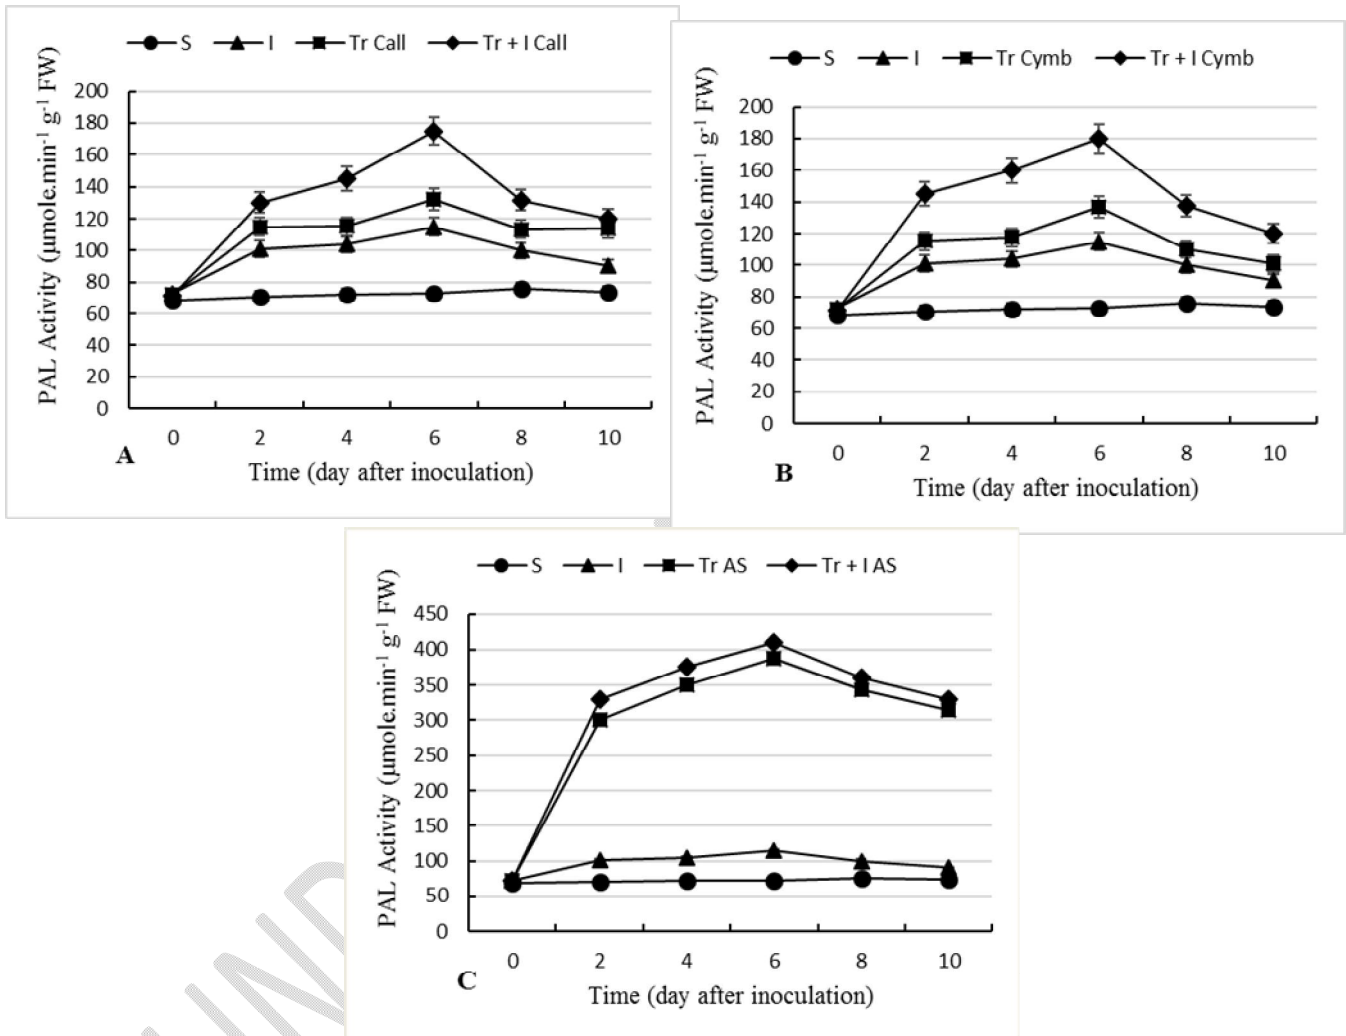 S I Tr Call Tr + I Call
PAL Activity (µmole.min⁻¹ g⁻¹ FW)
200
180
160
140
120
100
80
60
40
20
0
0 2 4 6 8 10
A
Time (day after inoculation)
S I Tr Cymb Tr + I Cymb
PAL Activity (µmole.min⁻¹ g⁻¹ FW)
200
180
160
140
120
100
80
60
40
20
0
0 2 4 6 8 10
B
Time (day after inoculation)
S I Tr AS Tr + I AS
PAL Activity (µmole.min⁻¹ g⁻¹ FW)
450
400
350
300
250
200
150
100
50
0
0 2 4 6 8 10
C
Time (day after inoculation)